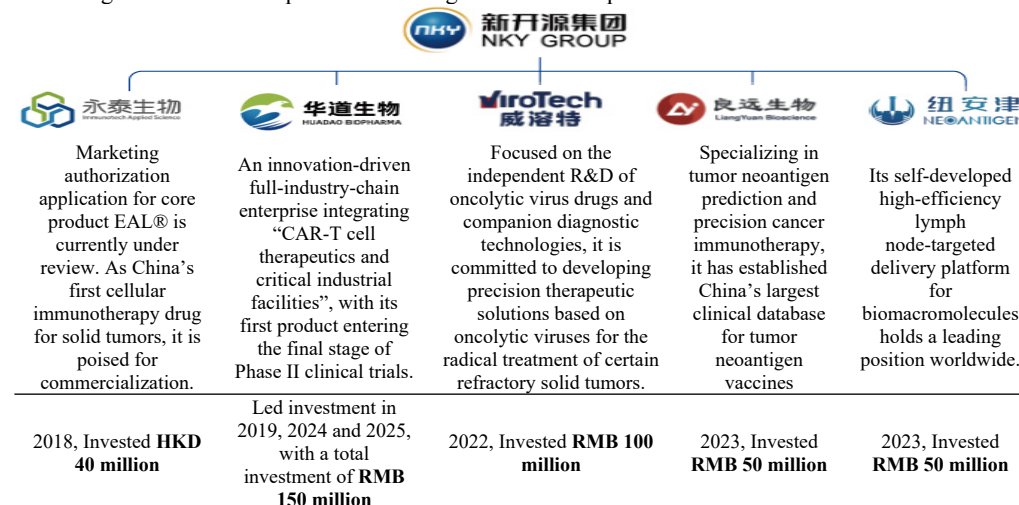 nky 新开源集团
NKY GROUP
永泰生物
Immunotech Applied Science
华道生物
HUADAO BIOPHARMA
ViroTech
威溶特
良远生物
LiangYuan Bioscience
纽安津
NEOANTIGEN
Marketing
authorization
application for core
product EAL® is
currently under
review. As China's
first cellular
immunotherapy drug
for solid tumors, it is
poised for
commercialization.
An innovation-driven
full-industry-chain
enterprise integrating
“CAR-T cell
therapeutics and
critical industrial
facilities”, with its
first product entering
the final stage of
Phase II clinical trials.
Focused on the
independent R&D of
oncolytic virus drugs and
companion diagnostic
technologies, it is
committed to developing
precision therapeutic
solutions based on
oncolytic viruses for the
radical treatment of certain
refractory solid tumors.
Specializing in
tumor neoantigen
prediction and
precision cancer
immunotherapy,
it has established
China's largest
clinical database
for tumor
neoantigen
vaccines
Its self-developed
high-efficiency
lymph
node-targeted
delivery platform
for
biomacromolecules
holds a leading
position worldwide.
2018, Invested HKD
40 million
Led investment in
2019, 2024 and 2025,
with a total
investment of RMB
150 million
2022, Invested RMB 100
million
2023, Invested
RMB 50 million
2023, Invested
RMB 50 million